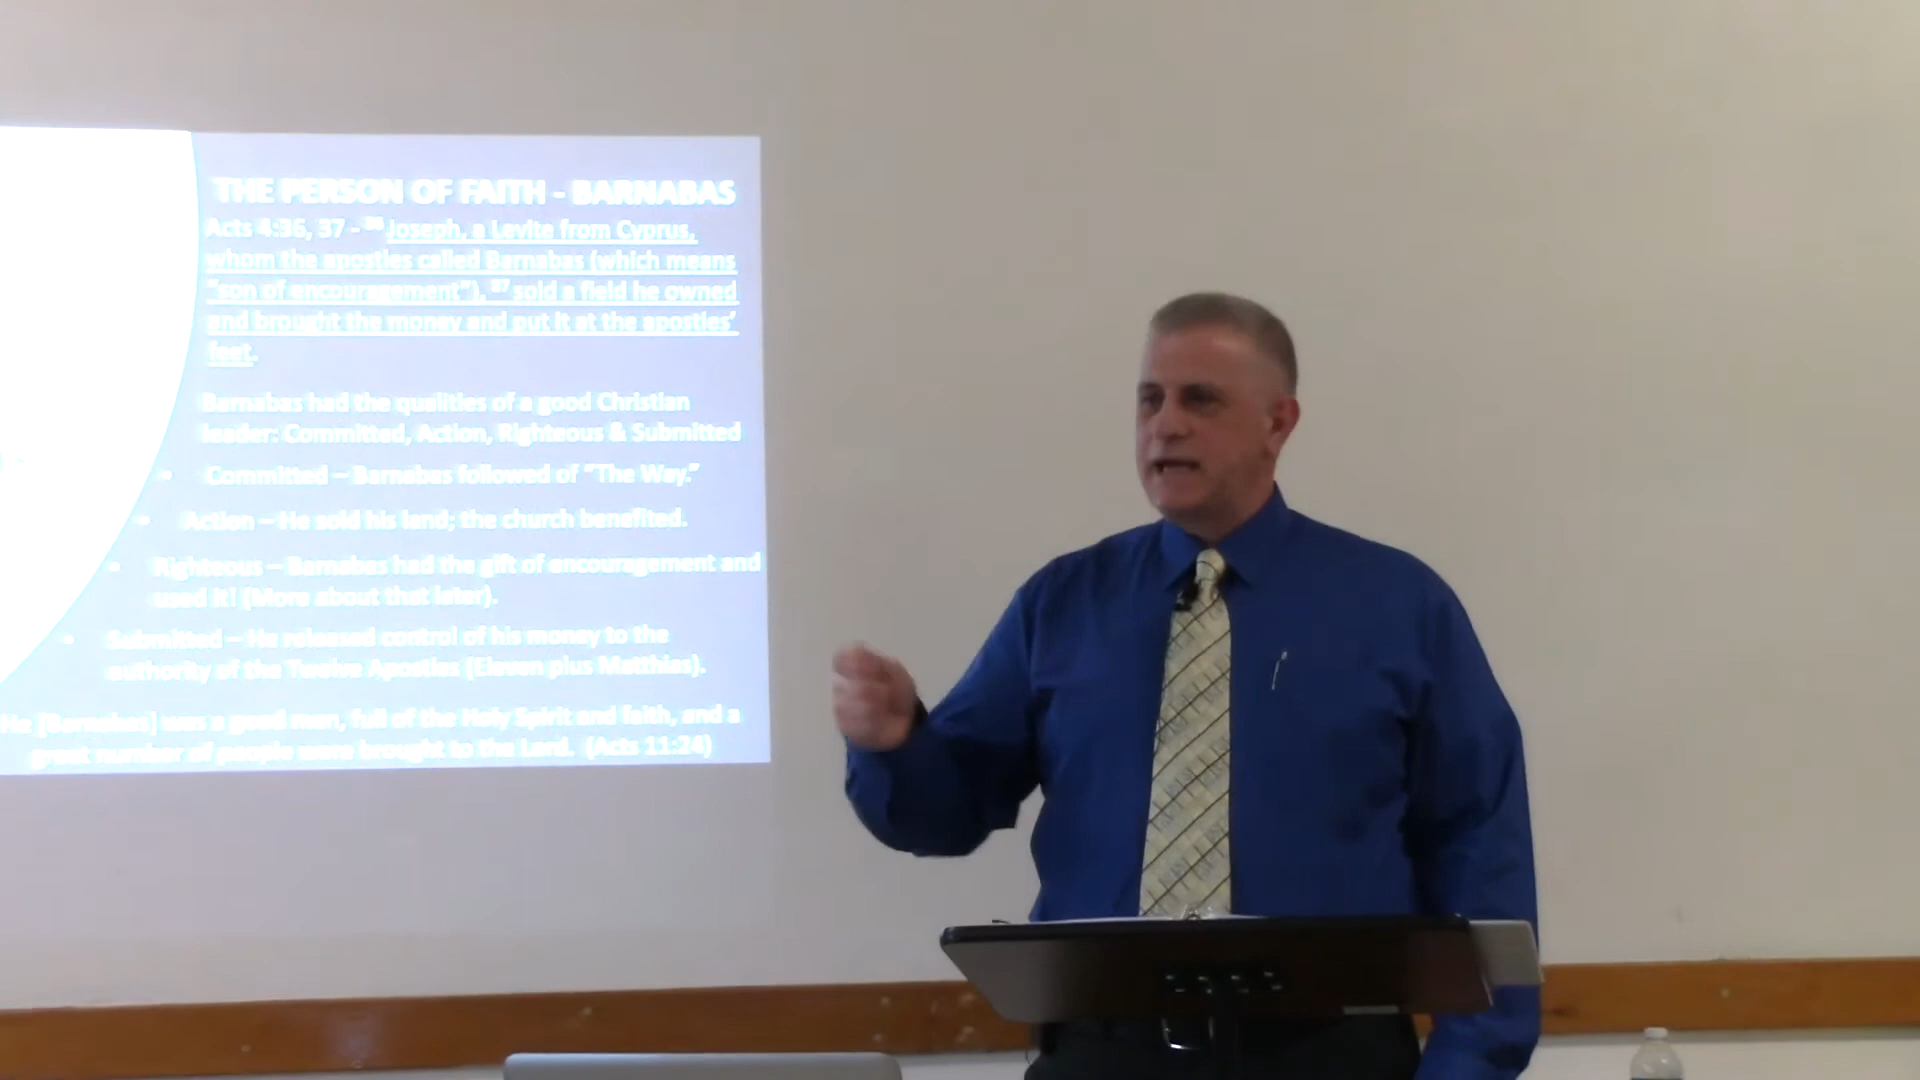 THE PERSON OF FAITH - BARNABAS
Acts 4:36, 37 - 36 Joseph, a Levite from Cyprus,
whom the apostles called Barnabas (which means
“son of encouragement”), 37 sold a field he owned
and brought the money and put it at the apostles’
feet.
Barnabas had the qualities of a good Christian
leader: Committed, Action, Righteous & Submitted
• Committed – Barnabas followed of “The Way.”
• Action – He sold his land; the church benefited.
• Righteous – Barnabas had the gift of encouragement and
used it! (More about that later).
• Submitted – He released control of his money to the
authority of the Twelve Apostles (Eleven plus Matthias).
He [Barnabas] was a good man, full of the Holy Spirit and faith, and a
great number of people were brought to the Lord. (Acts 11:24)